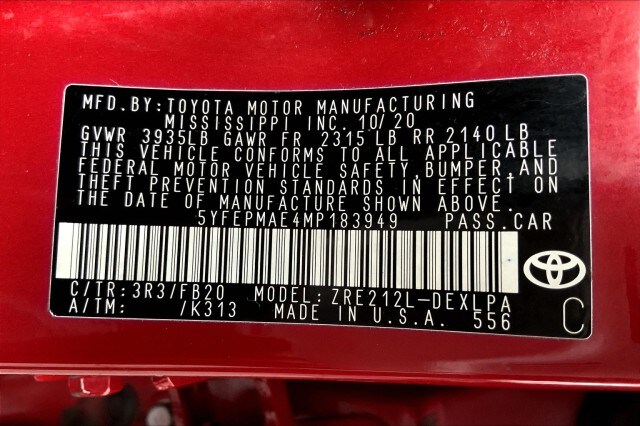 MFD.BY:TOYOTA MOTOR MANUFACTURING
MISSISSIPPI INC. 10/20
GVWR 3935LB GAWR FR 2315 LB RR 2140 LB
THIS VEHICLE CONFORMS TO ALL APPLICABLE
FEDERAL MOTOR VEHICLE SAFETY, BUMPER, AND
THEFT PREVENTION STANDARDS IN EFFECT ON
THE DATE OF MANUFACTURE SHOWN ABOVE.
5YFEPMAE4MP183949 PASS.CAR
C/TR:3R3/FB20 MODEL:ZRE212L-DEXLPA
A/TM: /K313 MADE IN U.S.A. 556 C